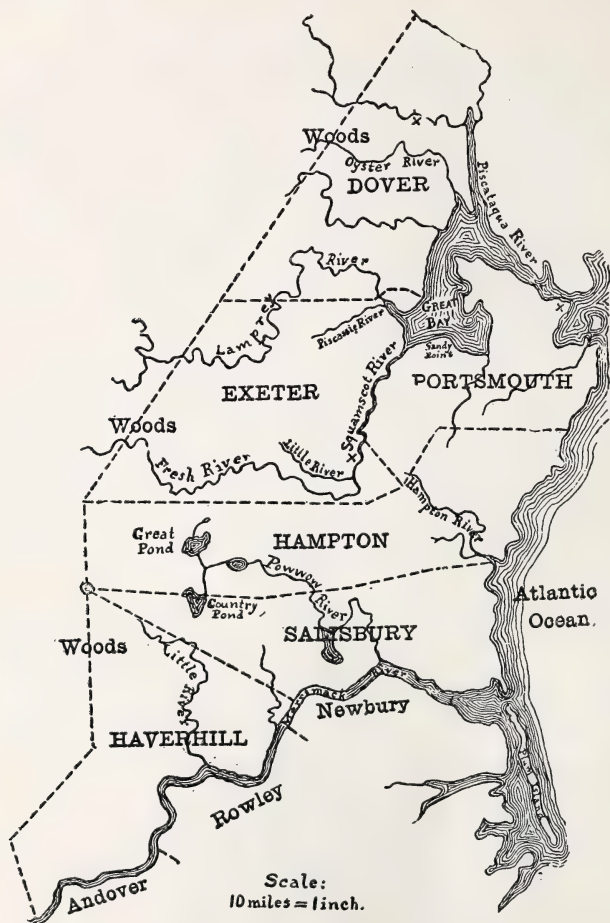 Woods
Oyster River
DOVER
Piscataqua River
River
Lamprey
GREAT
BAY
Piscassig River
Sandy
Point
PORTSMOUTH
EXETER
Squamscot River
Woods
Little River
Fresh River
Hampton River
Great
Pond
HAMPTON
Powwow
River
Country
Pond
Atlantic
Ocean.
SALISBURY
Woods
Little
River
Merrimack River
Newbury
HAVERHILL
Rowley
Andover
Scale:
10 miles = 1 inch.